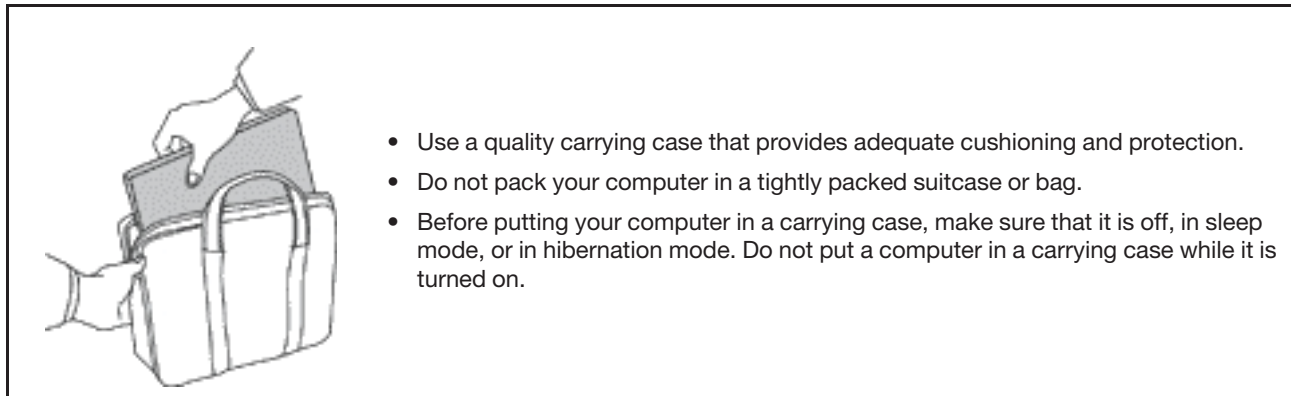 • Use a quality carrying case that provides adequate cushioning and protection.
• Do not pack your computer in a tightly packed suitcase or bag.
• Before putting your computer in a carrying case, make sure that it is off, in sleep
mode, or in hibernation mode. Do not put a computer in a carrying case while it is
turned on.